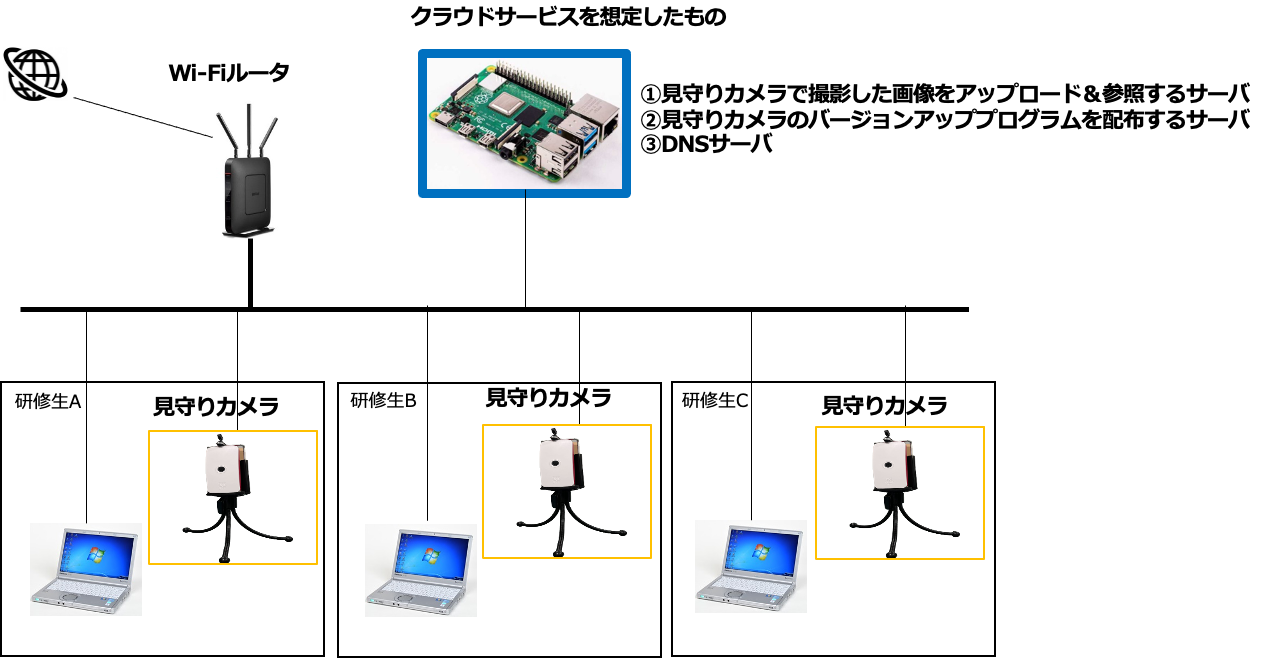 クラウドサービスを想定したもの
Wi-Fiルータ
①見守りカメラで撮影した画像をアップロード＆参照するサーバ
②見守りカメラのバージョンアッププログラムを配布するサーバ
③DNSサーバ
研修生A
見守りカメラ
研修生B
見守りカメラ
研修生C
見守りカメラ